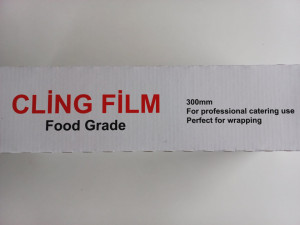 CLİNG FİLM
Food Grade
300mm
For professional catering use
Perfect for wrapping